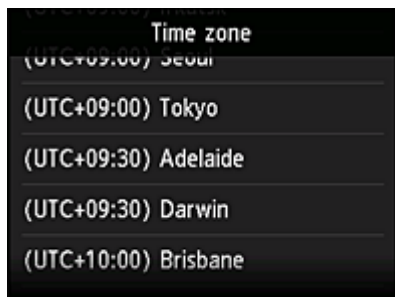 Time zone
(UTC+09:00) Seoul
(UTC+09:00) Tokyo
(UTC+09:30) Adelaide
(UTC+09:30) Darwin
(UTC+10:00) Brisbane